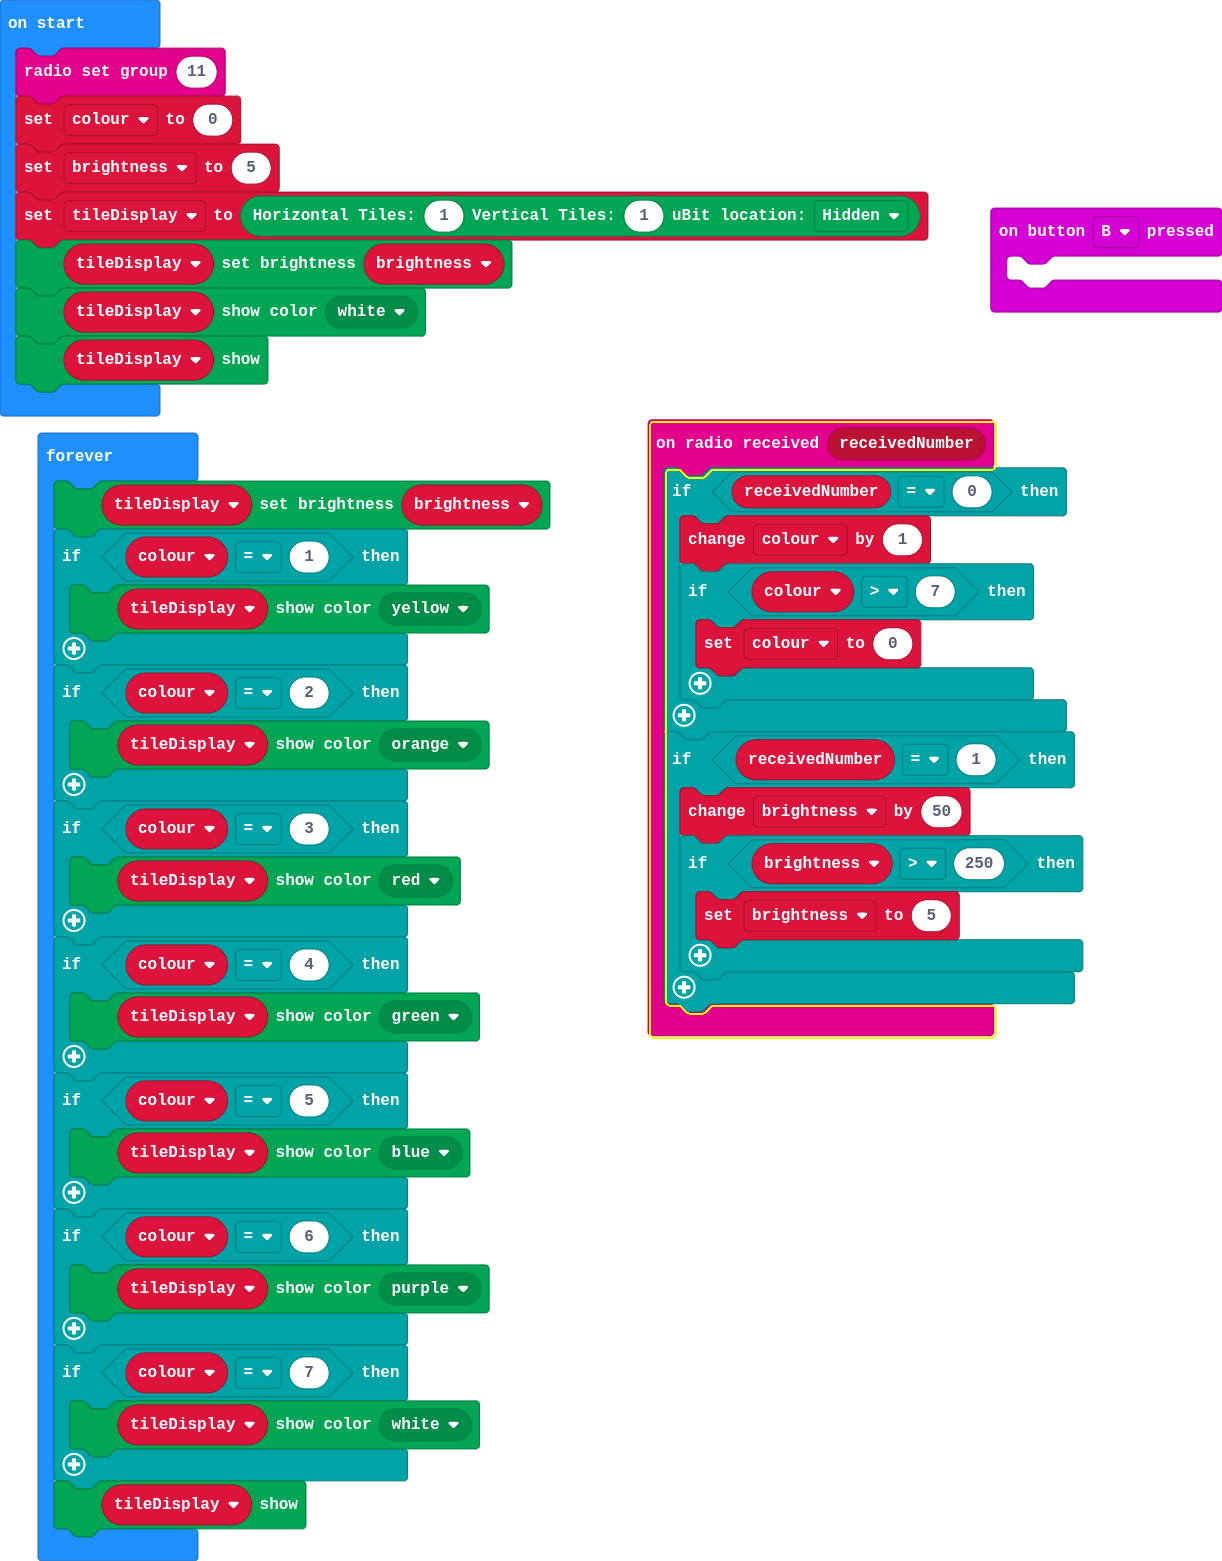 on start
radio set group 11
set colour to 0
set brightness to 5
set tileDisplay to Horizontal Tiles: 1 Vertical Tiles: 1 uBit location: Hidden
tileDisplay set brightness brightness
tileDisplay show color white
tileDisplay show
on button B pressed
forever
tileDisplay set brightness brightness
if colour = 1 then
tileDisplay show color yellow
if colour = 2 then
tileDisplay show color orange
if colour = 3 then
tileDisplay show color red
if colour = 4 then
tileDisplay show color green
if colour = 5 then
tileDisplay show color blue
if colour = 6 then
tileDisplay show color purple
if colour = 7 then
tileDisplay show color white
tileDisplay show
on radio received receivedNumber
if receivedNumber = 0 then
change colour by 1
if colour > 7 then
set colour to 0
if receivedNumber = 1 then
change brightness by 50
if brightness > 250 then
set brightness to 5